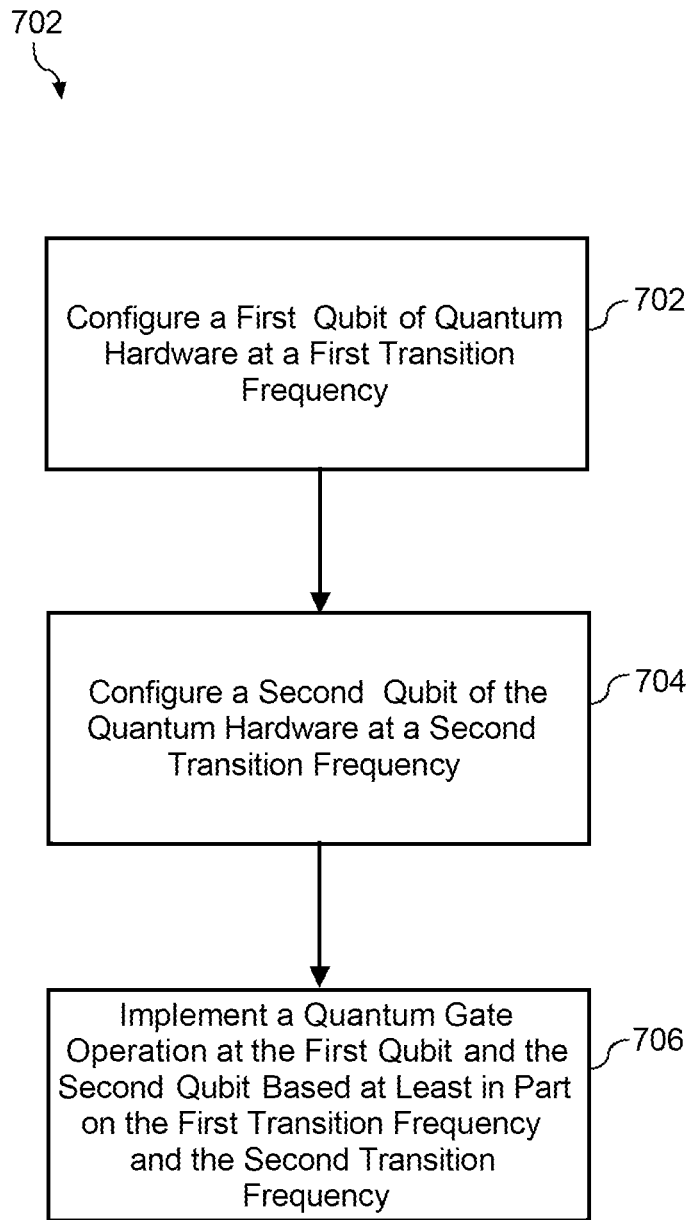 702
Configure a First Qubit of Quantum
Hardware at a First Transition
Frequency
702
Configure a Second Qubit of the
Quantum Hardware at a Second
Transition Frequency
704
Implement a Quantum Gate
Operation at the First Qubit and the
Second Qubit Based at Least in Part
on the First Transition Frequency
and the Second Transition
Frequency
706